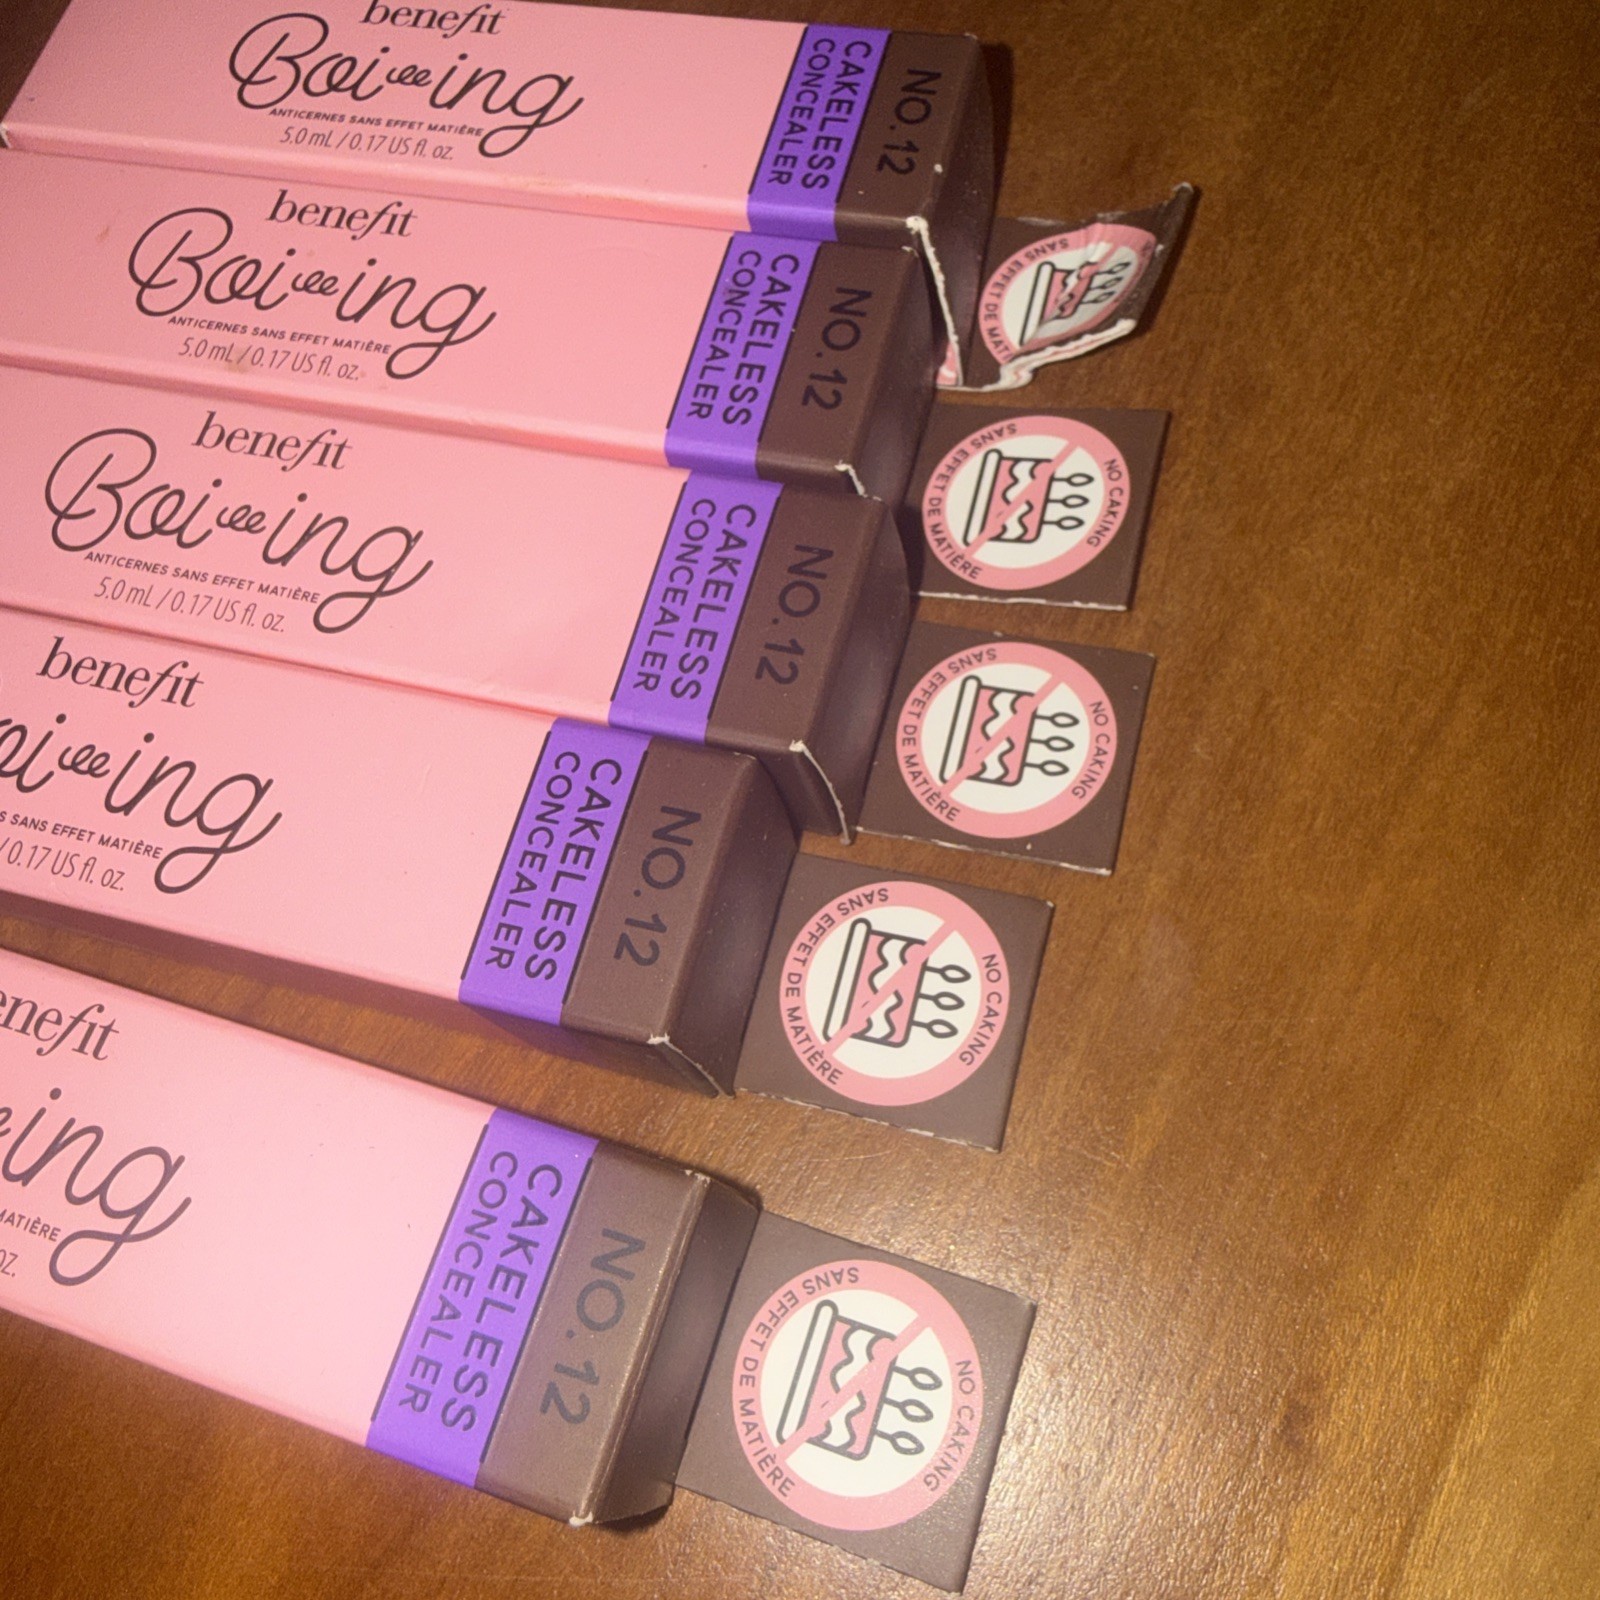 benefit
Boi-ing
ANTICERNES SANS EFFET MATIÈRE
5.0 mL / 0.17 US fl. oz.
CAKELESS
CONCEALER
NO. 12
SANS EFFET DE MATI
benefit
Boi-ing
ANTICERNES SANS EFFET MATIÈRE
5.0 mL / 0.17 US fl. oz.
CAKELESS
CONCEALER
NO. 12
NO CAKING
SANS EFFET DE MATIÈRE
benefit
Boi-ing
ANTICERNES SANS EFFET MATIÈRE
5.0 mL / 0.17 US fl. oz.
CAKELESS
CONCEALER
NO. 12
NO CAKING
SANS EFFET DE MATIÈRE
benefit
oi-ing
S SANS EFFET MATIÈRE
/ 0.17 US fl. oz.
CAKELESS
CONCEALER
NO. 12
NO CAKING
SANS EFFET DE MATIÈRE
enefit
ing
MATIÈRE
oz.
CAKELESS
CONCEALER
NO. 12
NO CAKING
SANS EFFET DE MATIÈRE